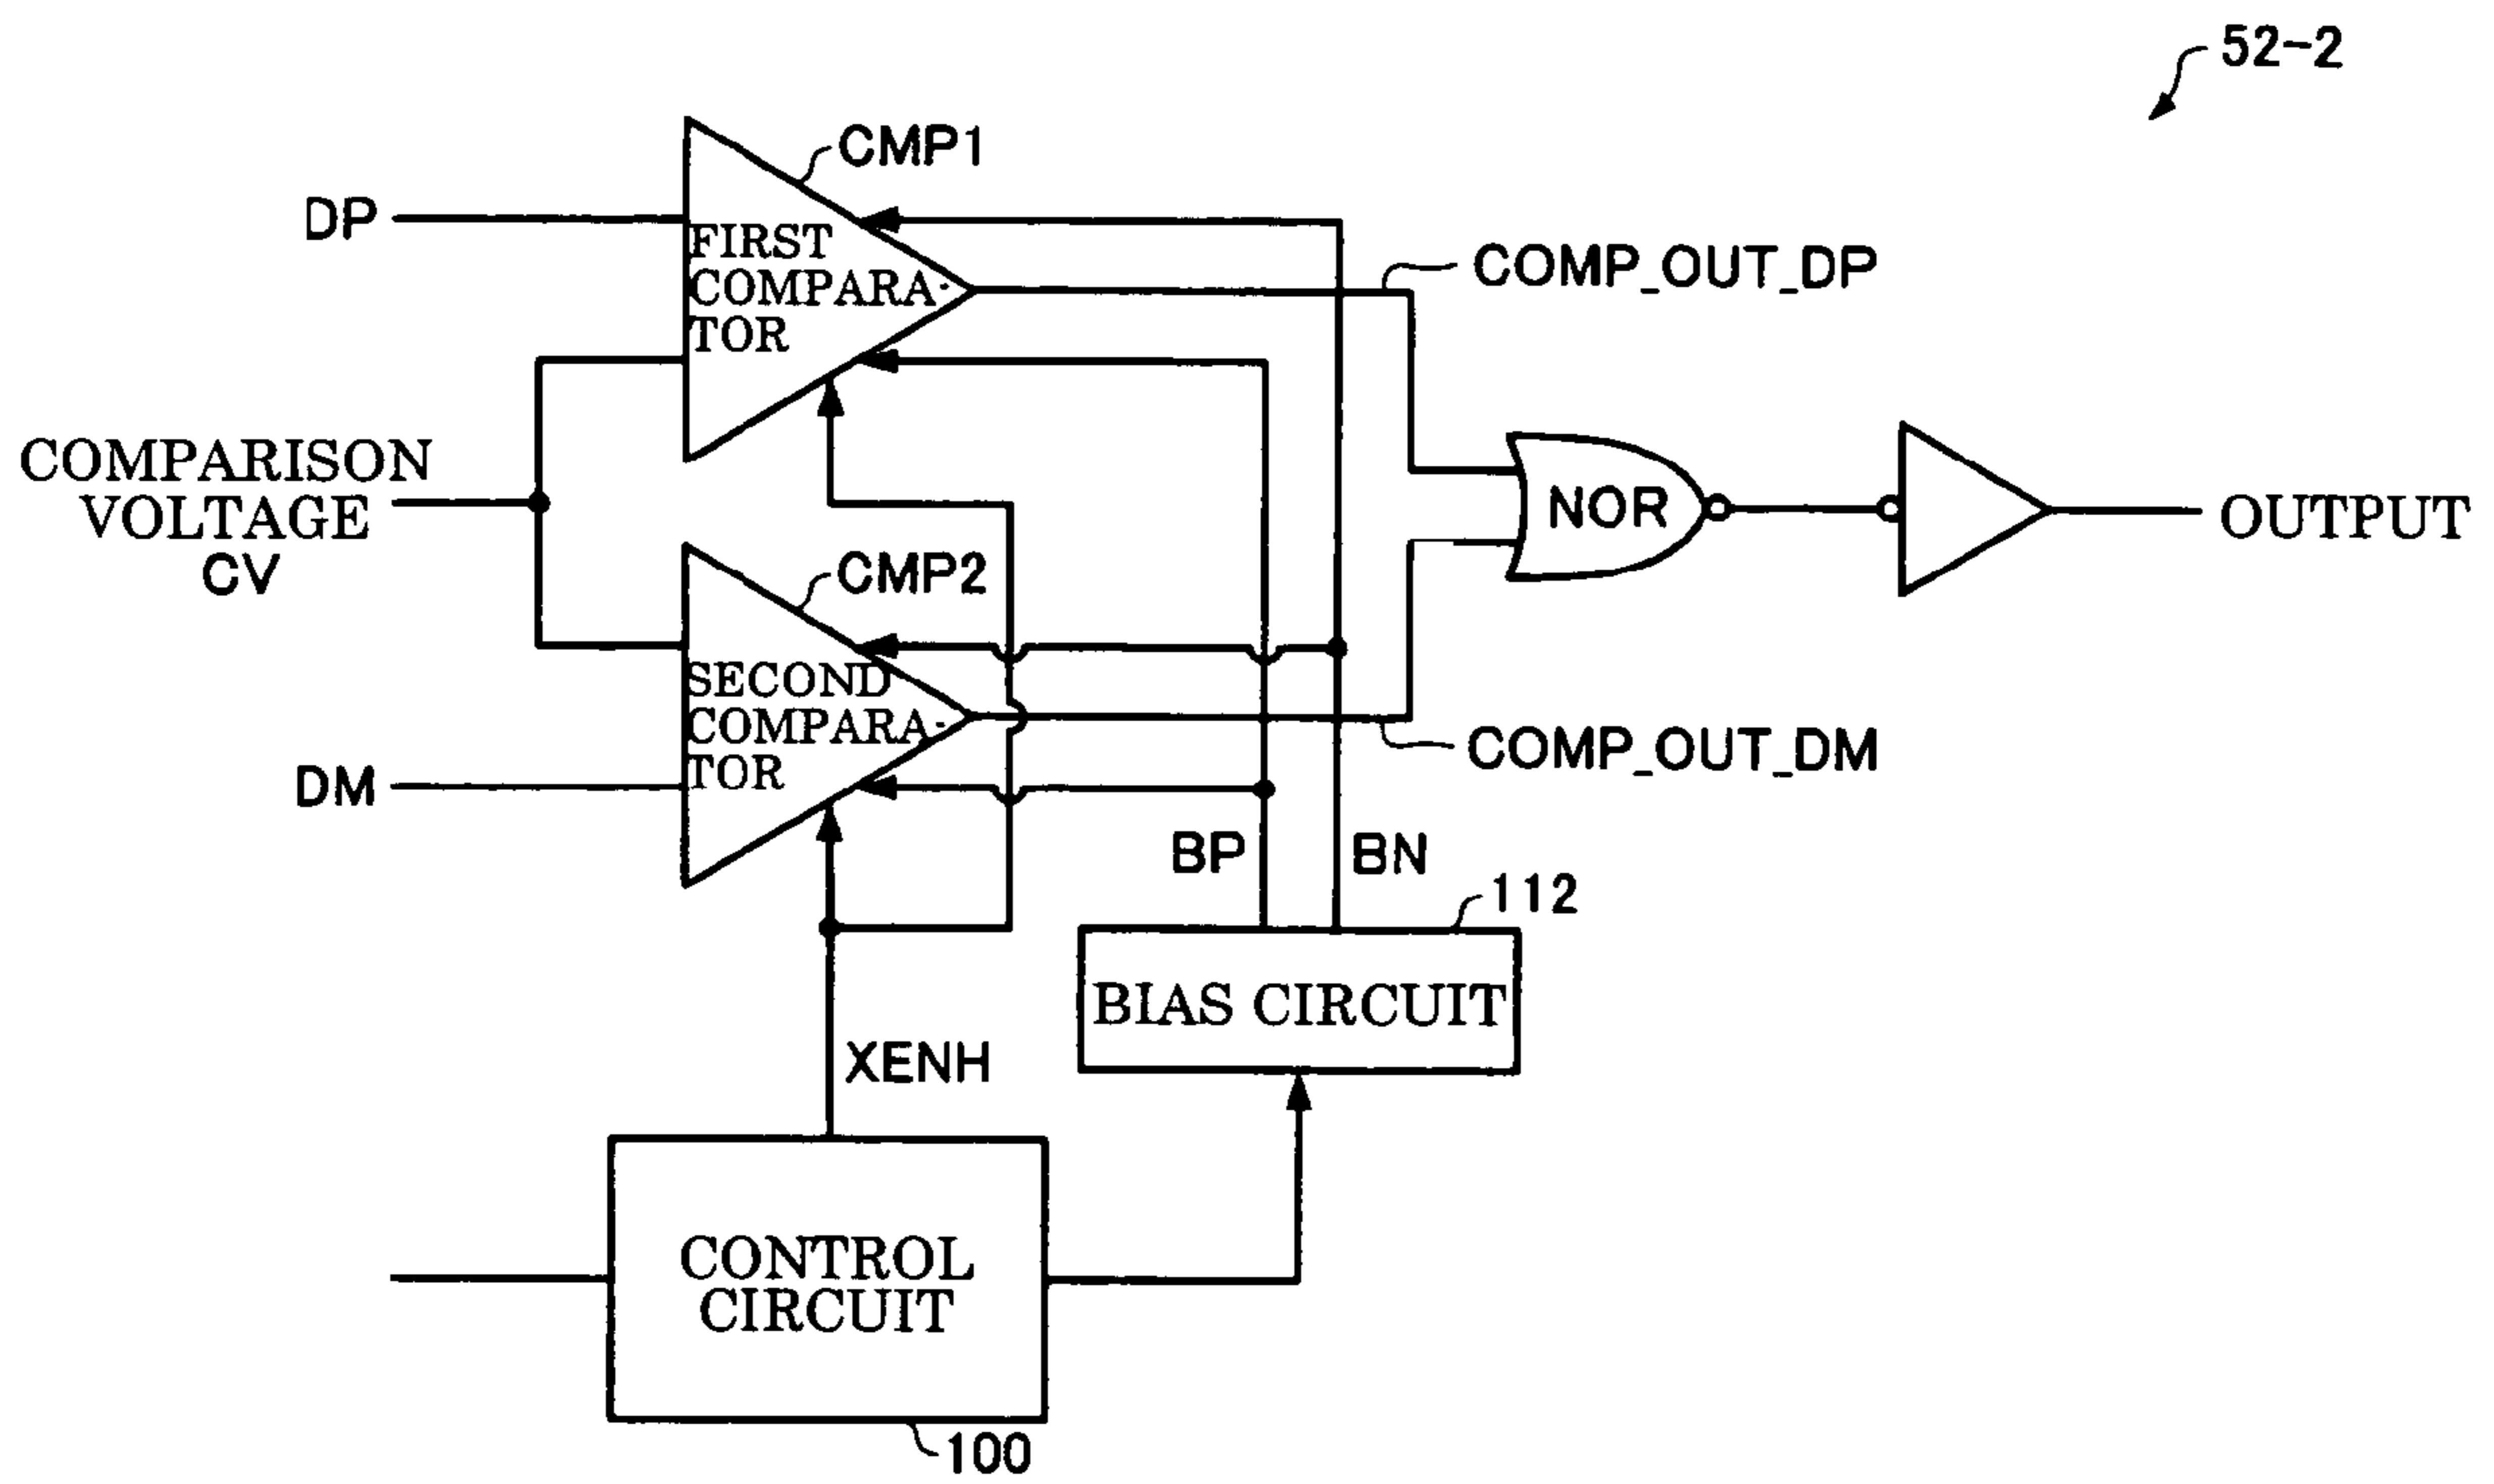 52-2
CMP1
DP
FIRST
COMPARA-
TOR
COMP_OUT_DP
COMPARISON
VOLTAGE
CV
NOR
OUTPUT
CMP2
SECOND
COMPARA-
TOR
COMP_OUT_DM
DM
BP
BN
112
BIAS CIRCUIT
XENH
CONTROL
CIRCUIT
100